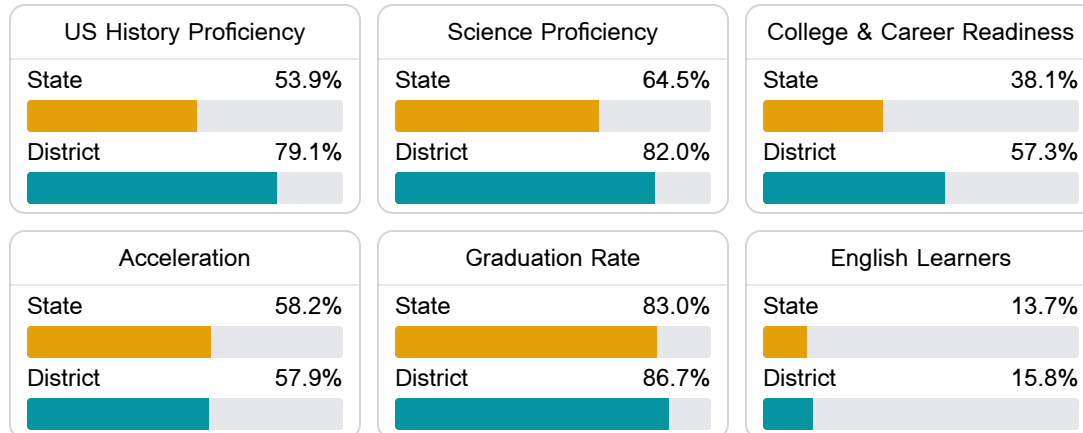 US History Proficiency
State 53.9%
District 79.1%
Science Proficiency
State 64.5%
District 82.0%
College & Career Readiness
State 38.1%
District 57.3%
Acceleration
State 58.2%
District 57.9%
Graduation Rate
State 83.0%
District 86.7%
English Learners
State 13.7%
District 15.8%